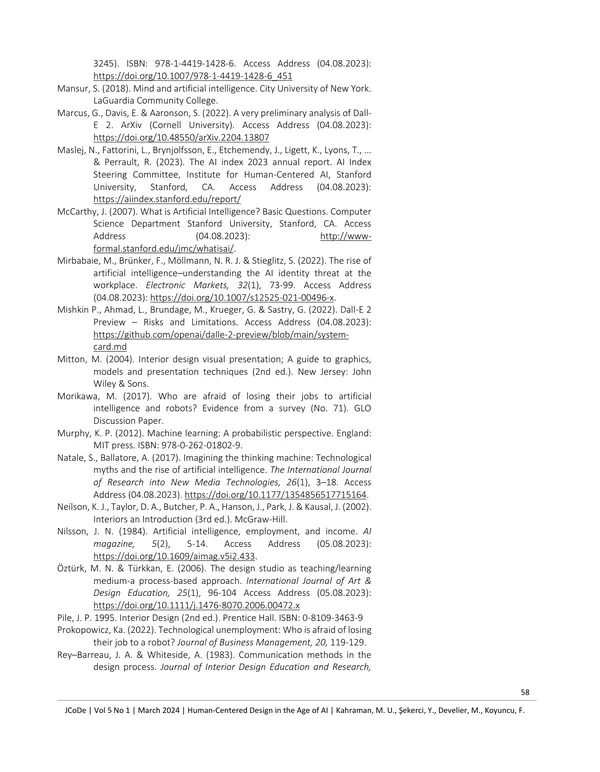 3245). ISBN: 978-1-4419-1428-6. Access Address (04.08.2023):
https://doi.org/10.1007/978-1-4419-1428-6_451
Mansur, S. (2018). Mind and artificial intelligence. City University of New York.
LaGuardia Community College.
Marcus, G., Davis, E. & Aaronson, S. (2022). A very preliminary analysis of Dall-
E 2. ArXiv (Cornell University). Access Address (04.08.2023):
https://doi.org/10.48550/arXiv.2204.13807
Maslej, N., Fattorini, L., Brynjolfsson, E., Etchemendy, J., Ligett, K., Lyons, T., ...
& Perrault, R. (2023). The AI index 2023 annual report. AI Index
Steering Committee, Institute for Human-Centered AI, Stanford
University, Stanford, CA. Access Address (04.08.2023):
https://aiindex.stanford.edu/report/
McCarthy, J. (2007). What is Artificial Intelligence? Basic Questions. Computer
Science Department Stanford University, Stanford, CA. Access
Address (04.08.2023): http://www-
formal.stanford.edu/jmc/whatisai/.
Mirbabaie, M., Brünker, F., Möllmann, N. R. J. & Stieglitz, S. (2022). The rise of
artificial intelligence–understanding the AI identity threat at the
workplace. Electronic Markets, 32(1), 73-99. Access Address
(04.08.2023): https://doi.org/10.1007/s12525-021-00496-x.
Mishkin P., Ahmad, L., Brundage, M., Krueger, G. & Sastry, G. (2022). Dall-E 2
Preview – Risks and Limitations. Access Address (04.08.2023):
https://github.com/openai/dalle-2-preview/blob/main/system-
card.md
Mitton, M. (2004). Interior design visual presentation; A guide to graphics,
models and presentation techniques (2nd ed.). New Jersey: John
Wiley & Sons.
Morikawa, M. (2017). Who are afraid of losing their jobs to artificial
intelligence and robots? Evidence from a survey (No. 71). GLO
Discussion Paper.
Murphy, K. P. (2012). Machine learning: A probabilistic perspective. England:
MIT press. ISBN: 978-0-262-01802-9.
Natale, S., Ballatore, A. (2017). Imagining the thinking machine: Technological
myths and the rise of artificial intelligence. The International Journal
of Research into New Media Technologies, 26(1), 3–18. Access
Address (04.08.2023). https://doi.org/10.1177/1354856517715164.
Neilson, K. J., Taylor, D. A., Butcher, P. A., Hanson, J., Park, J. & Kausal, J. (2002).
Interiors an Introduction (3rd ed.). McGraw-Hill.
Nilsson, J. N. (1984). Artificial intelligence, employment, and income. AI
magazine, 5(2), 5-14. Access Address (05.08.2023):
https://doi.org/10.1609/aimag.v5i2.433.
Öztürk, M. N. & Türkkan, E. (2006). The design studio as teaching/learning
medium-a process-based approach. International Journal of Art &
Design Education, 25(1), 96-104 Access Address (05.08.2023):
https://doi.org/10.1111/j.1476-8070.2006.00472.x
Pile, J. P. 1995. Interior Design (2nd ed.). Prentice Hall. ISBN: 0-8109-3463-9
Prokopowicz, Ka. (2022). Technological unemployment: Who is afraid of losing
their job to a robot? Journal of Business Management, 20, 119-129.
Rey–Barreau, J. A. & Whiteside, A. (1983). Communication methods in the
design process. Journal of Interior Design Education and Research,
58
JCoDe | Vol 5 No 1 | March 2024 | Human-Centered Design in the Age of AI | Kahraman, M. U., Şekerci, Y., Develier, M., Koyuncu, F.